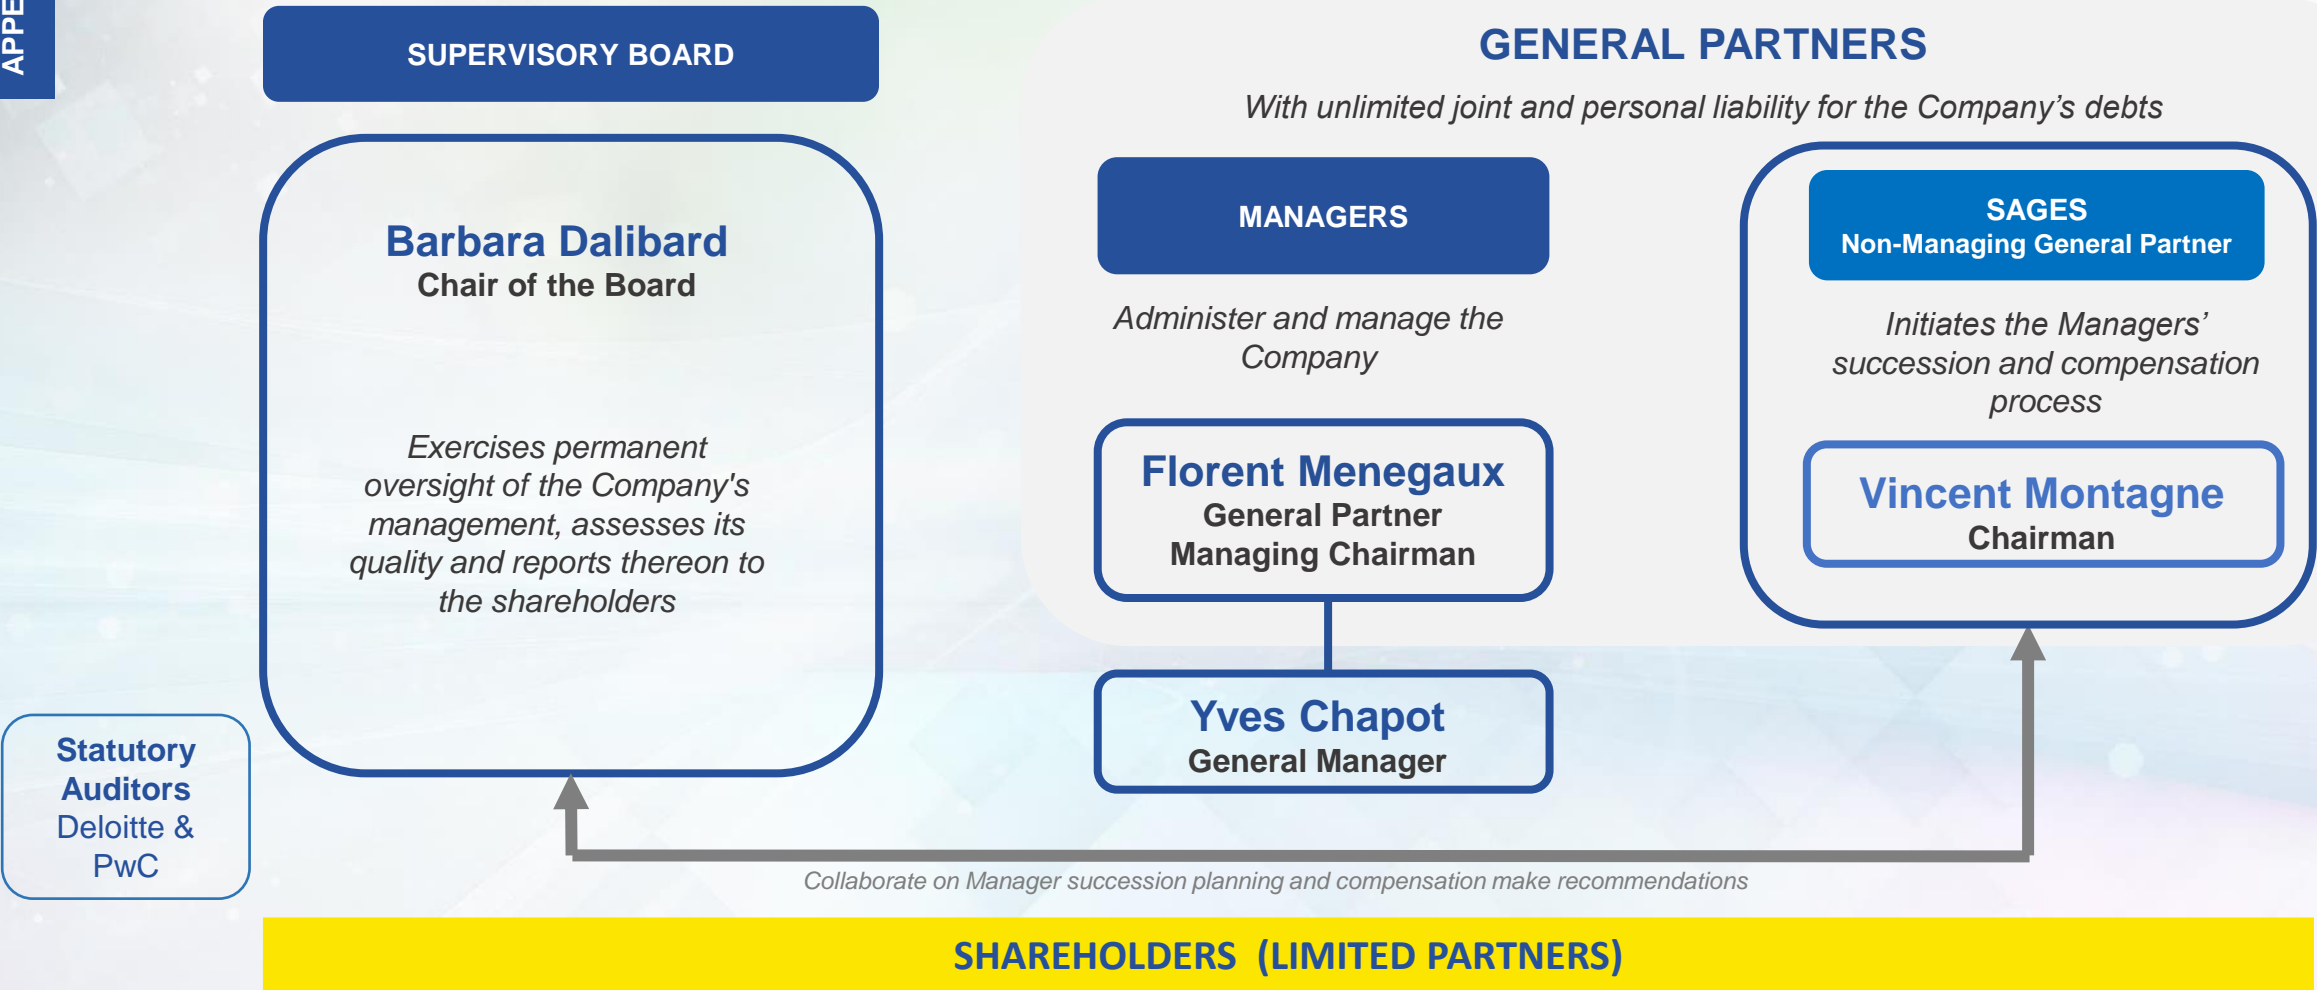 SUPERVISORY BOARD
Barbara Dalibard
Chair of the Board
Exercises permanent
oversight of the Company's
management, assesses its
quality and reports thereon to
the shareholders
Statutory
Auditors
Deloitte &
PwC
GENERAL PARTNERS
With unlimited joint and personal liability for the Company’s debts
MANAGERS
Administer and manage the
Company
Florent Menegaux
General Partner
Managing Chairman
Yves Chapot
General Manager
SAGES
Non-Managing General Partner
Initiates the Managers’
succession and compensation
process
Vincent Montagne
Chairman
Collaborate on Manager succession planning and compensation make recommendations
SHAREHOLDERS (LIMITED PARTNERS)